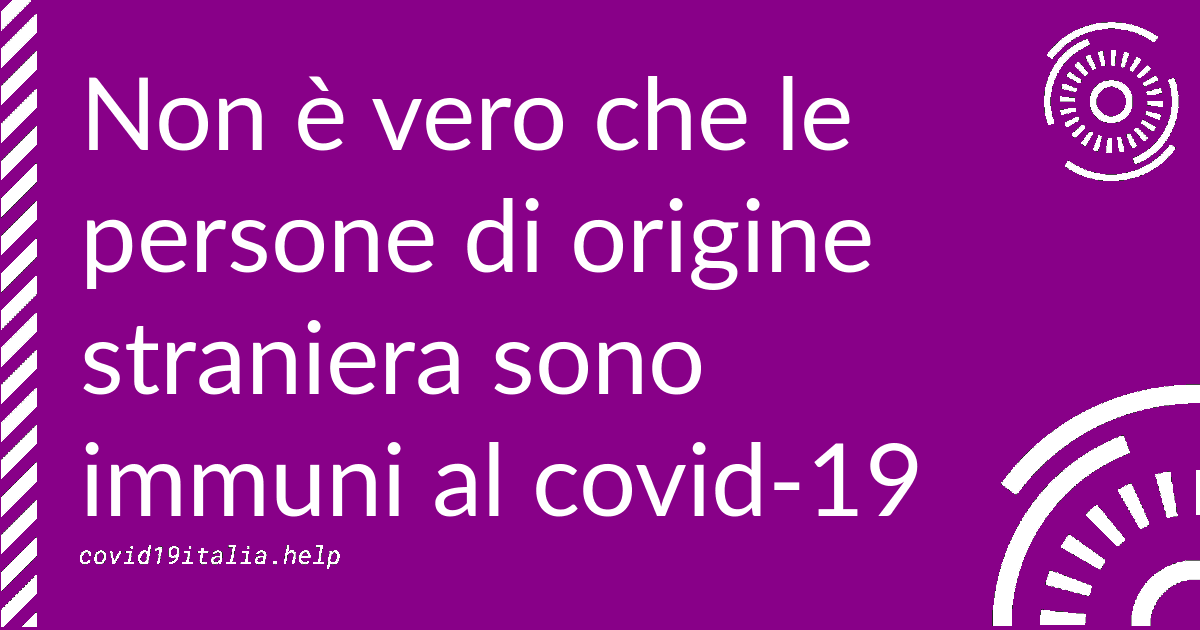 Non è vero che le
persone di origine
straniera sono
immuni al covid-19
covid19italia.help